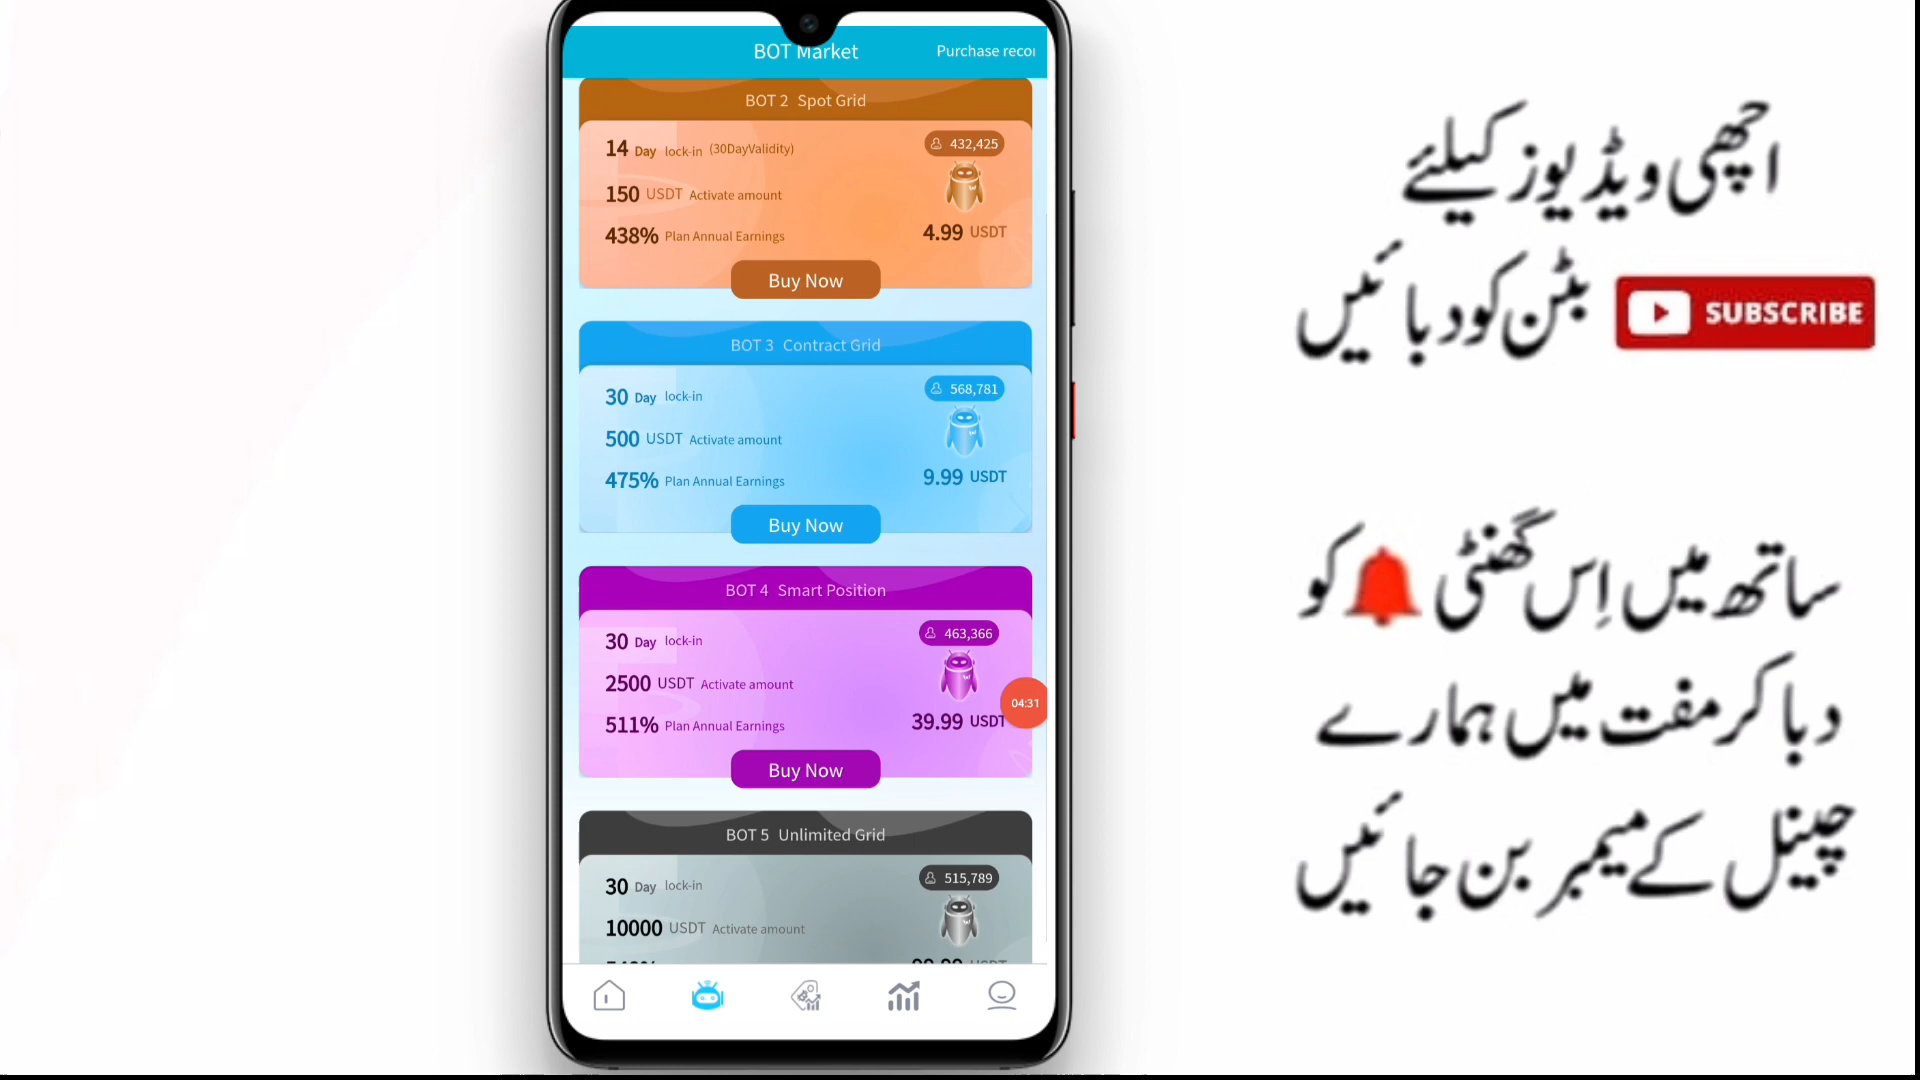 BOT Market
Purchase recor
BOT 2 Spot Grid
14 Day lock-in (30DayValidity)
432,425
150 USDT Activate amount
438% Plan Annual Earnings
4.99 USDT
Buy Now
BOT 3 Contract Grid
30 Day lock-in
568,781
500 USDT Activate amount
475% Plan Annual Earnings
9.99 USDT
Buy Now
BOT 4 Smart Position
30 Day lock-in
463,366
2500 USDT Activate amount
511% Plan Annual Earnings
39.99 USDT
04:31
Buy Now
BOT 5 Unlimited Grid
30 Day lock-in
515,789
10000 USDT Activate amount
اچھی ویڈیوز کیلئے
SUBSCRIBE بٹن کو دبائیں
ساتھ میں اِس گھنٹی کو
دبا کر مفت میں ہمارے
چینل کے میمبر بن جائیں